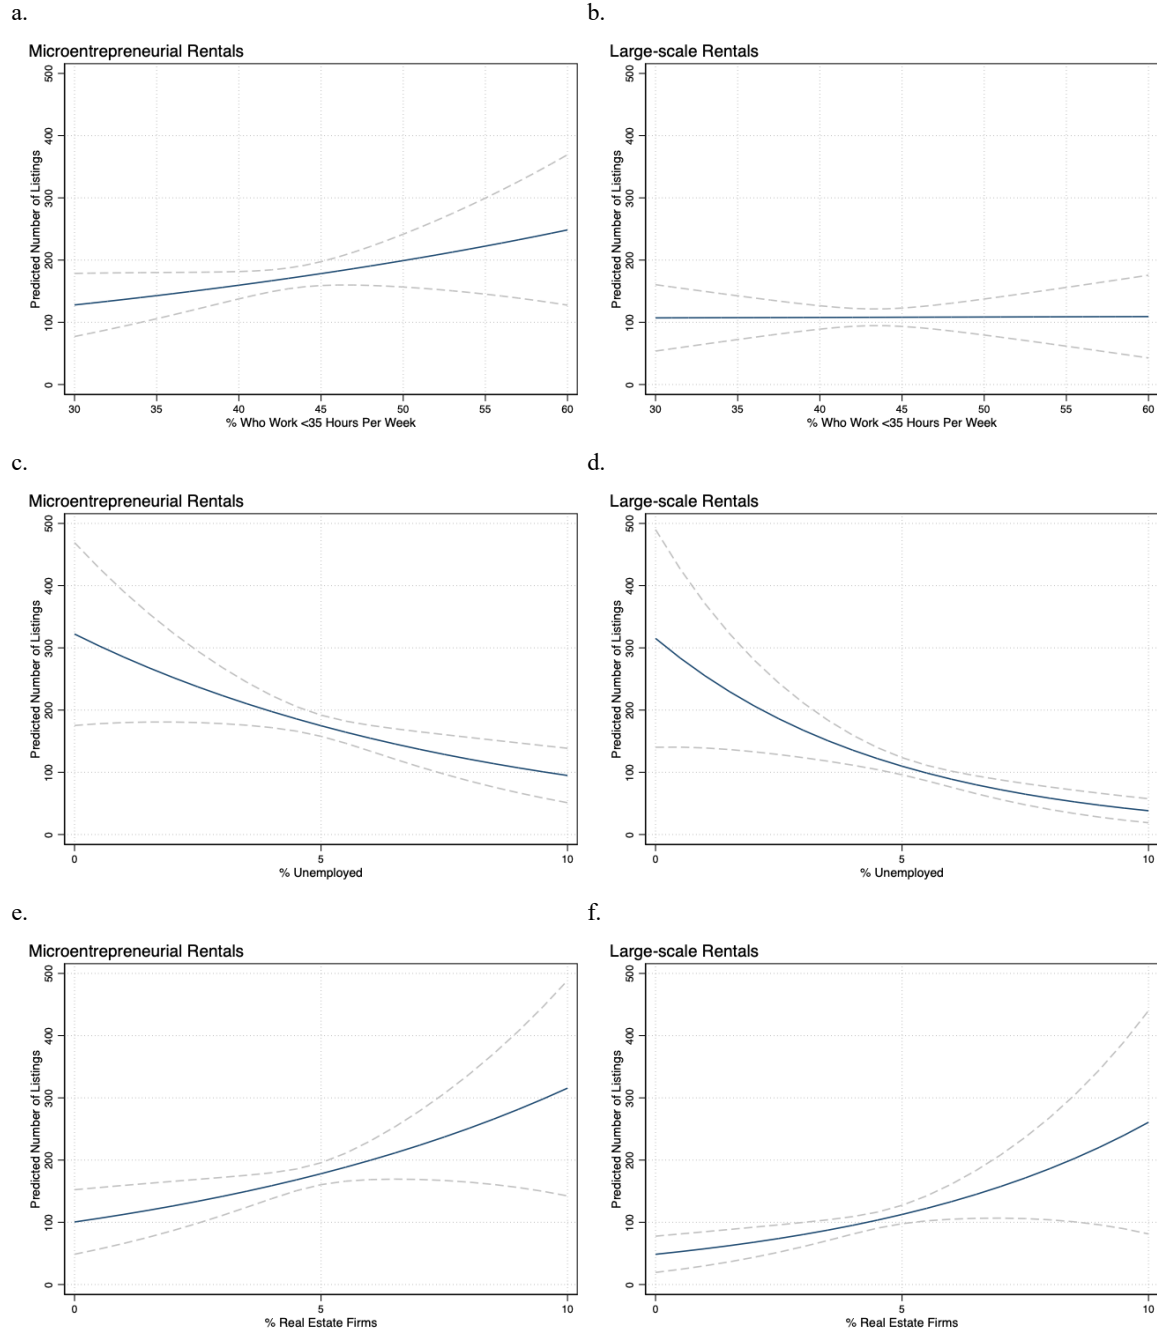 a.
Microentrepreneurial Rentals
Predicted Number of Listings
500
400
300
200
100
0
30 35 40 45 50 55 60
% Who Work <35 Hours Per Week
b.
Large-scale Rentals
Predicted Number of Listings
500
400
300
200
100
0
30 35 40 45 50 55 60
% Who Work <35 Hours Per Week
c.
Microentrepreneurial Rentals
Predicted Number of Listings
500
400
300
200
100
0
0 5 10
% Unemployed
d.
Large-scale Rentals
Predicted Number of Listings
500
400
300
200
100
0
0 5 10
% Unemployed
e.
Microentrepreneurial Rentals
Predicted Number of Listings
500
400
300
200
100
0
0 5 10
% Real Estate Firms
f.
Large-scale Rentals
Predicted Number of Listings
500
400
300
200
100
0
0 5 10
% Real Estate Firms